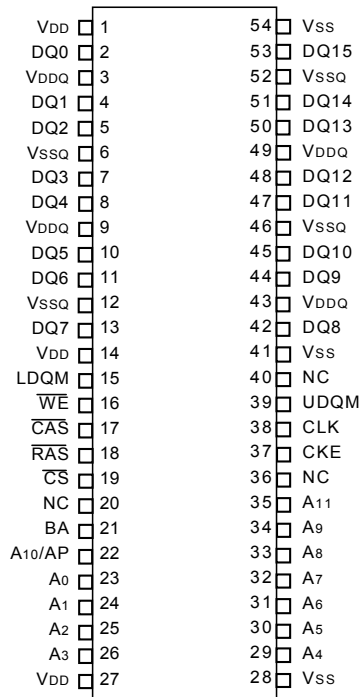 VDD 1 54 VSS
DQ0 2 53 DQ15
VDDQ 3 52 VSSQ
DQ1 4 51 DQ14
DQ2 5 50 DQ13
VSSQ 6 49 VDDQ
DQ3 7 48 DQ12
DQ4 8 47 DQ11
VDDQ 9 46 VSSQ
DQ5 10 45 DQ10
DQ6 11 44 DQ9
VSSQ 12 43 VDDQ
DQ7 13 42 DQ8
VDD 14 41 VSS
LDQM 15 40 NC
W̅E̅ 16 39 UDQM
C̅A̅S̅ 17 38 CLK
R̅A̅S̅ 18 37 CKE
C̅S̅ 19 36 NC
NC 20 35 A11
BA 21 34 A9
A10/AP 22 33 A8
A0 23 32 A7
A1 24 31 A6
A2 25 30 A5
A3 26 29 A4
VDD 27 28 VSS